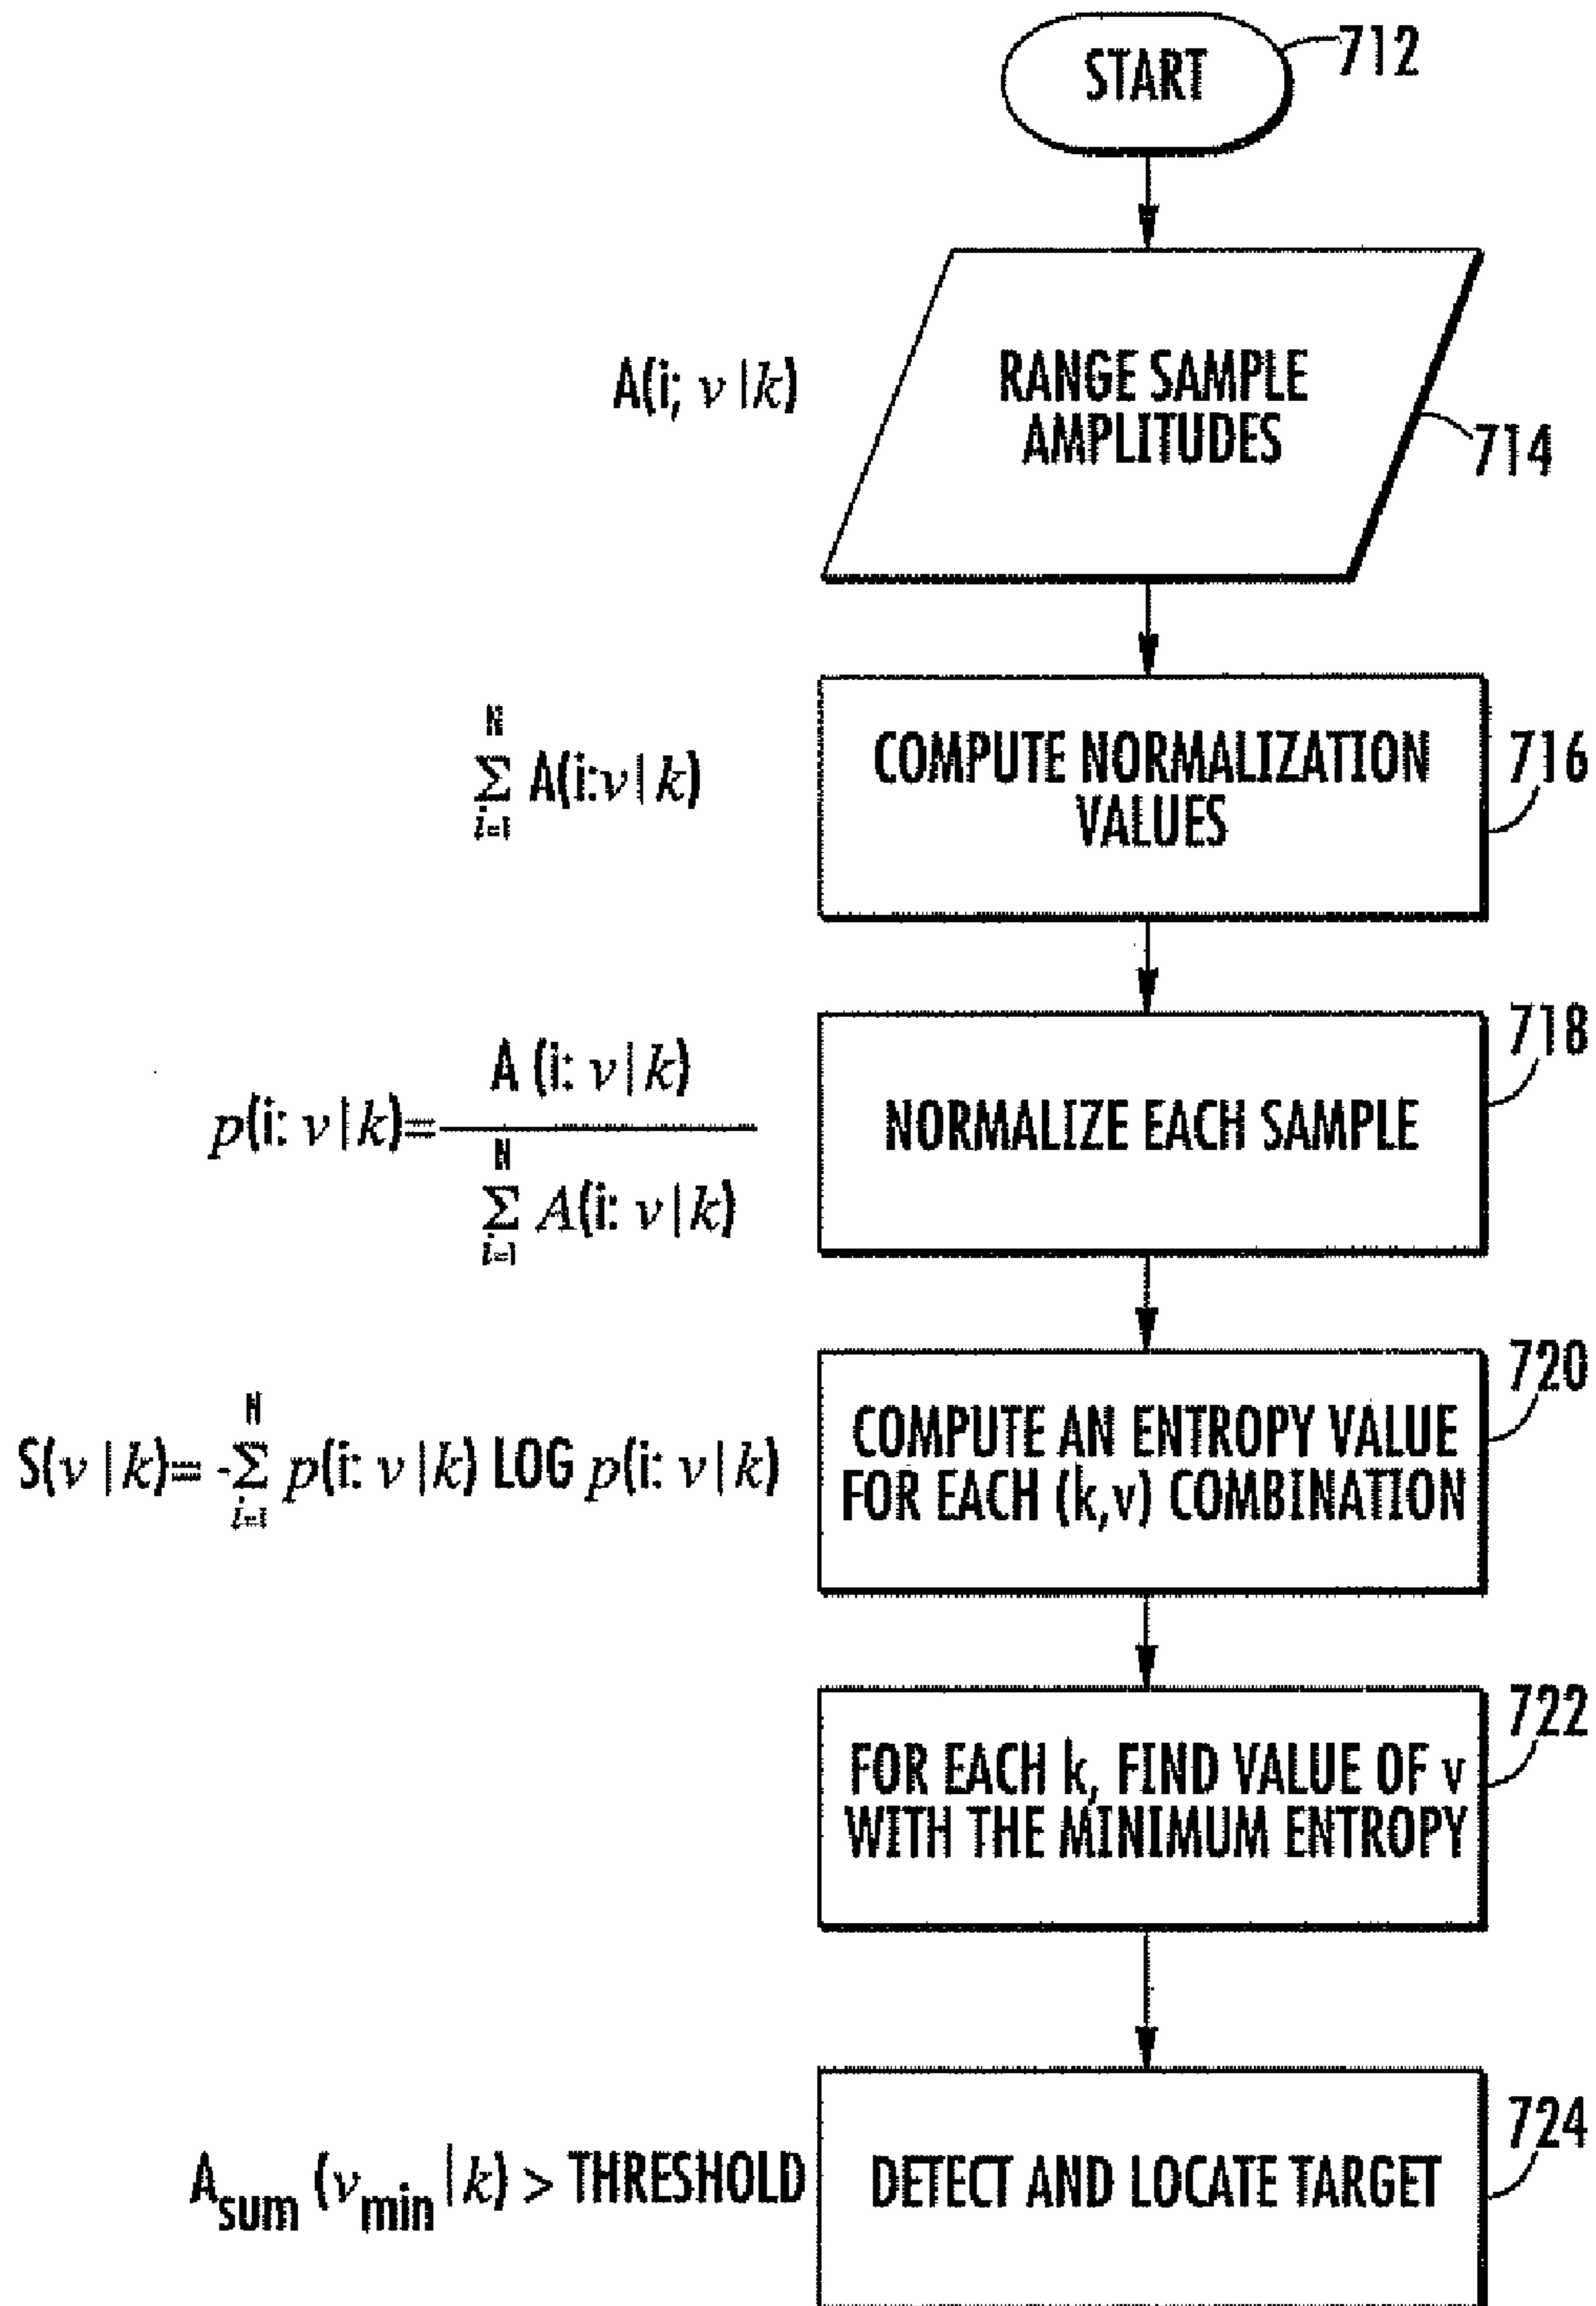 START
712
A(i; v|k)
RANGE SAMPLE
AMPLITUDES
714
N
Σ A(i:v|k)
i=1
COMPUTE NORMALIZATION
VALUES
716
p(i: v|k)=
A (i: v|k)
N
Σ A(i: v|k)
i=1
NORMALIZE EACH SAMPLE
718
N
S(v|k)= -Σ p(i: v|k) LOG p(i: v|k)
i=1
COMPUTE AN ENTROPY VALUE
FOR EACH (k,v) COMBINATION
720
FOR EACH k, FIND VALUE OF v
WITH THE MINIMUM ENTROPY
722
Asum (vmin|k) > THRESHOLD
DETECT AND LOCATE TARGET
724